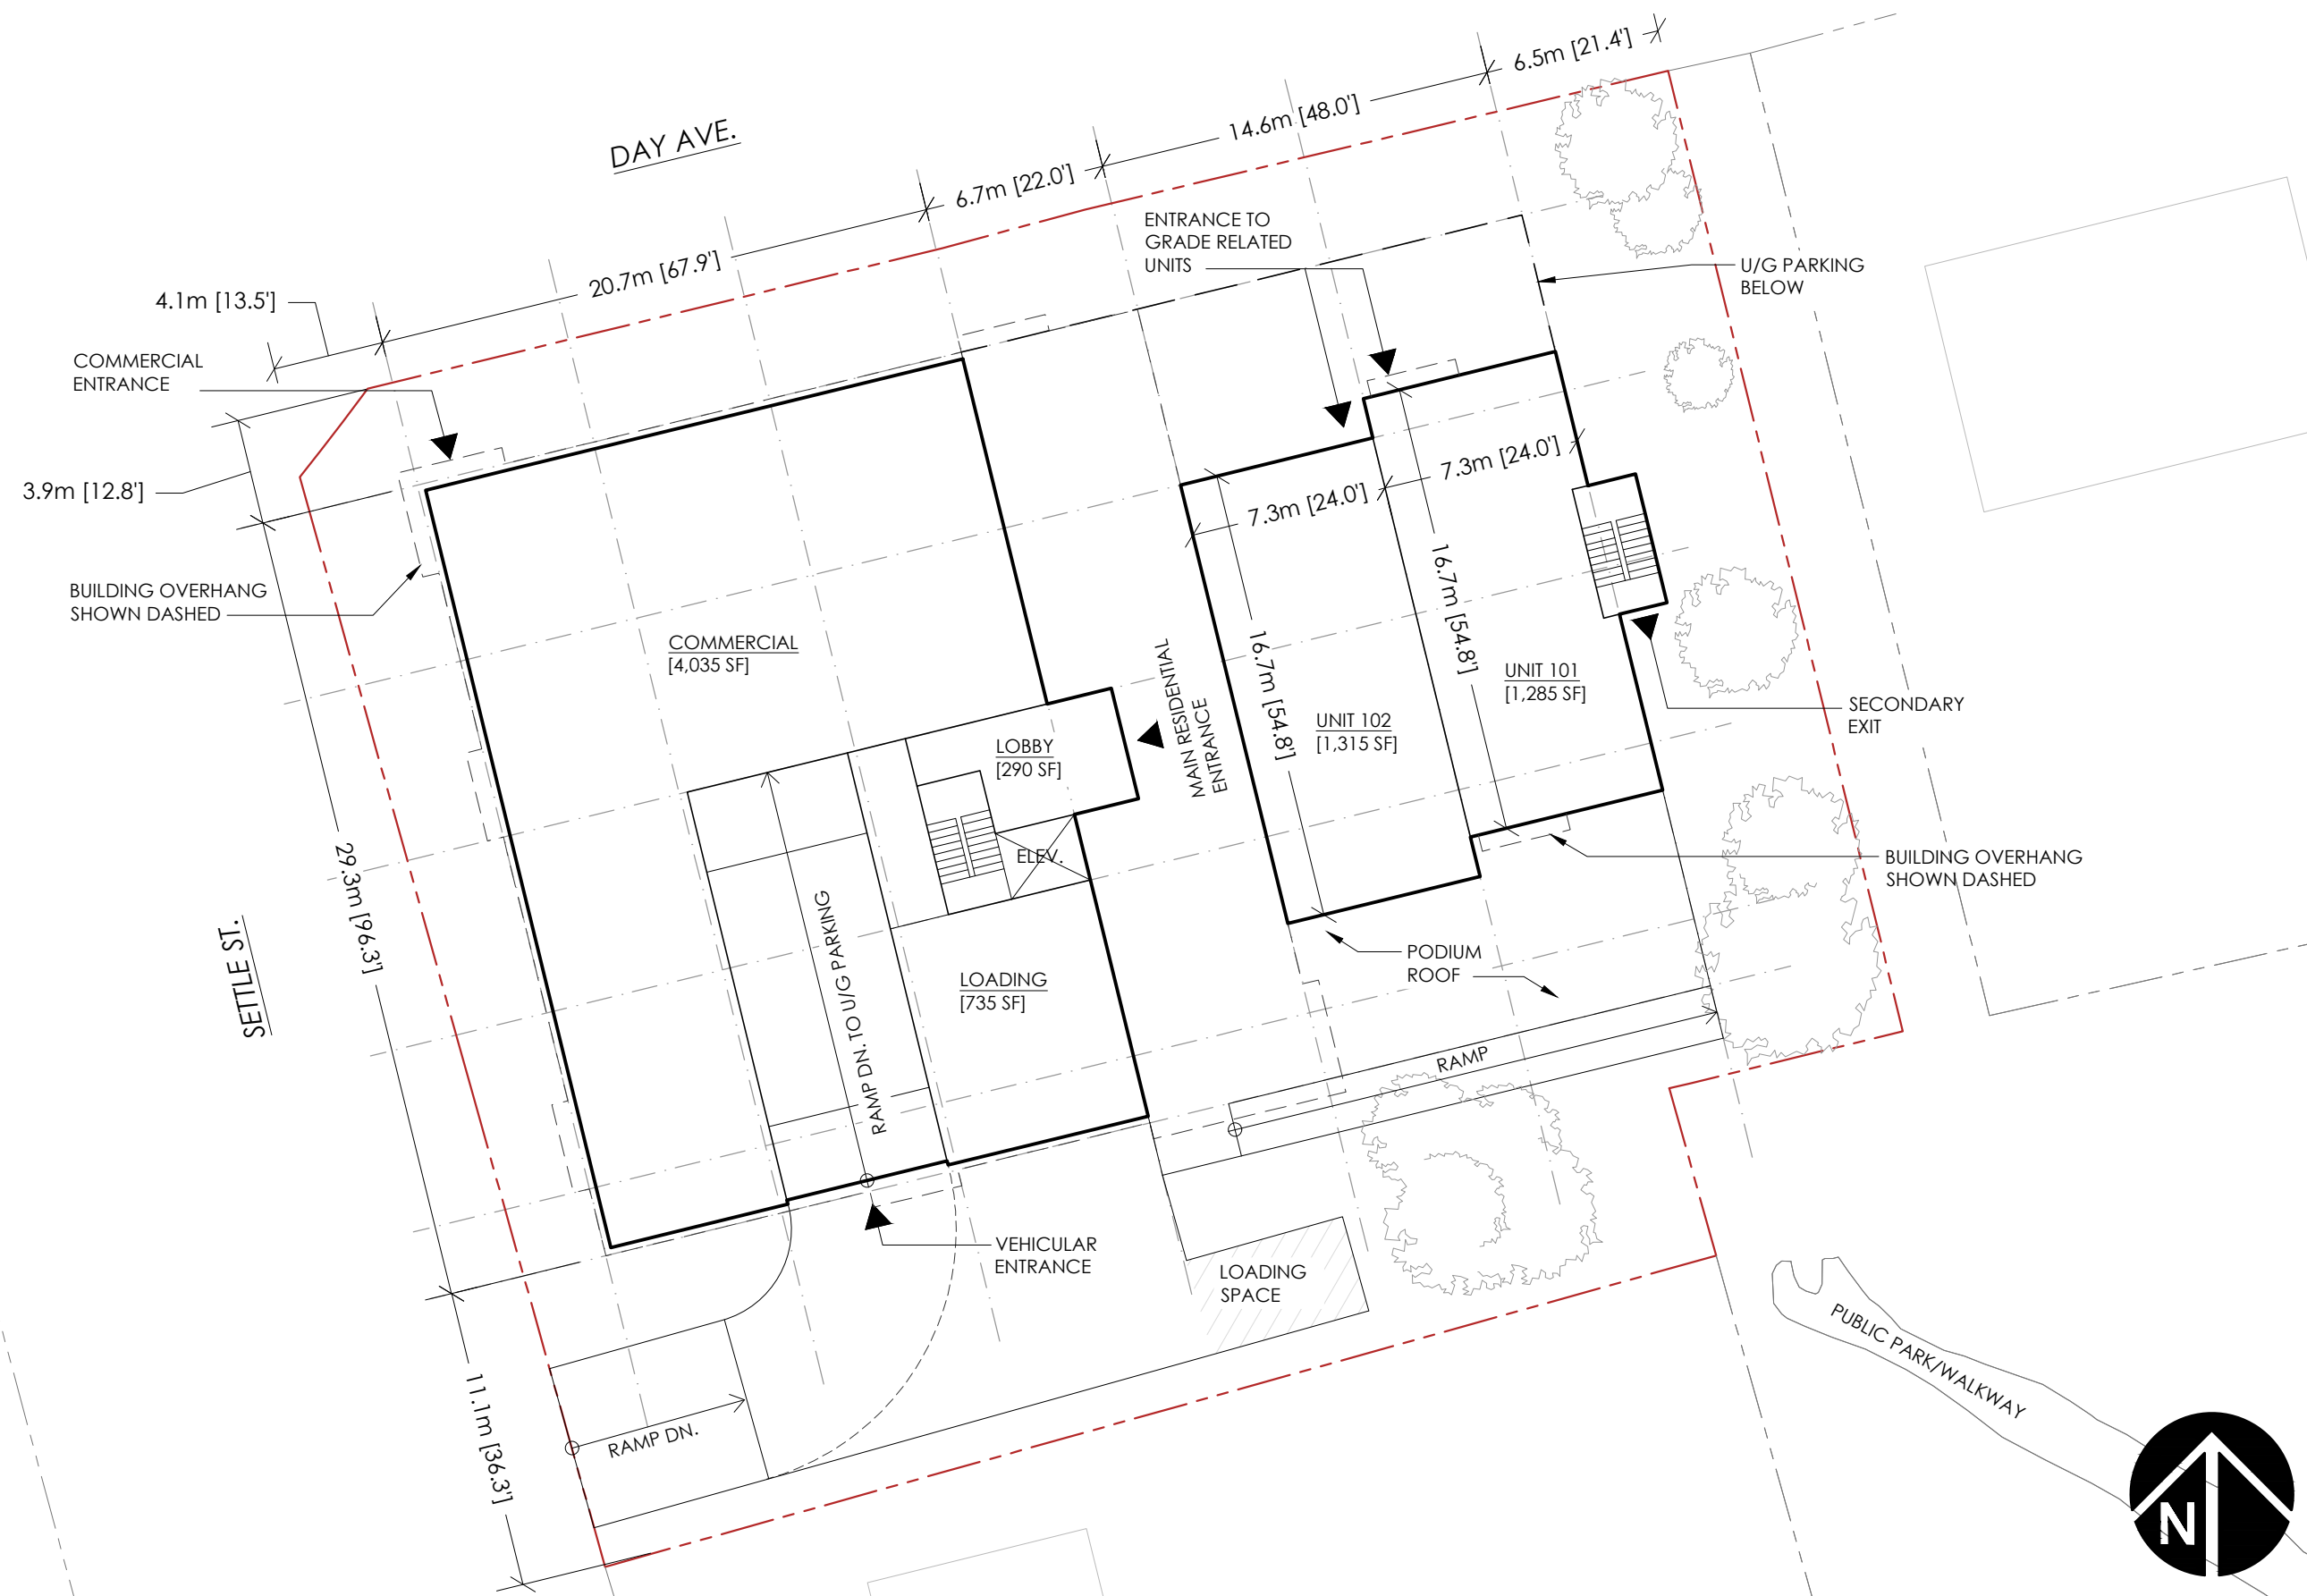 DAY AVE.
6.5m [21.4']
14.6m [48.0']
6.7m [22.0']
20.7m [67.9']
4.1m [13.5']
ENTRANCE TO
GRADE RELATED
UNITS
U/G PARKING
BELOW
COMMERCIAL
ENTRANCE
3.9m [12.8']
7.3m [24.0']
7.3m [24.0']
BUILDING OVERHANG
SHOWN DASHED
COMMERCIAL
[4,035 SF]
16.7m [54.8']
16.7m [54.8']
UNIT 101
[1,285 SF]
UNIT 102
[1,315 SF]
MAIN RESIDENTIAL
ENTRANCE
SECONDARY
EXIT
LOBBY
[290 SF]
ELEV.
BUILDING OVERHANG
SHOWN DASHED
29.3m [96.3']
SETTLE ST.
RAMP DN. TO U/G PARKING
LOADING
[735 SF]
PODIUM
ROOF
RAMP
VEHICULAR
ENTRANCE
LOADING
SPACE
PUBLIC PARK/WALKWAY
11.1m [36.3']
RAMP DN.
N